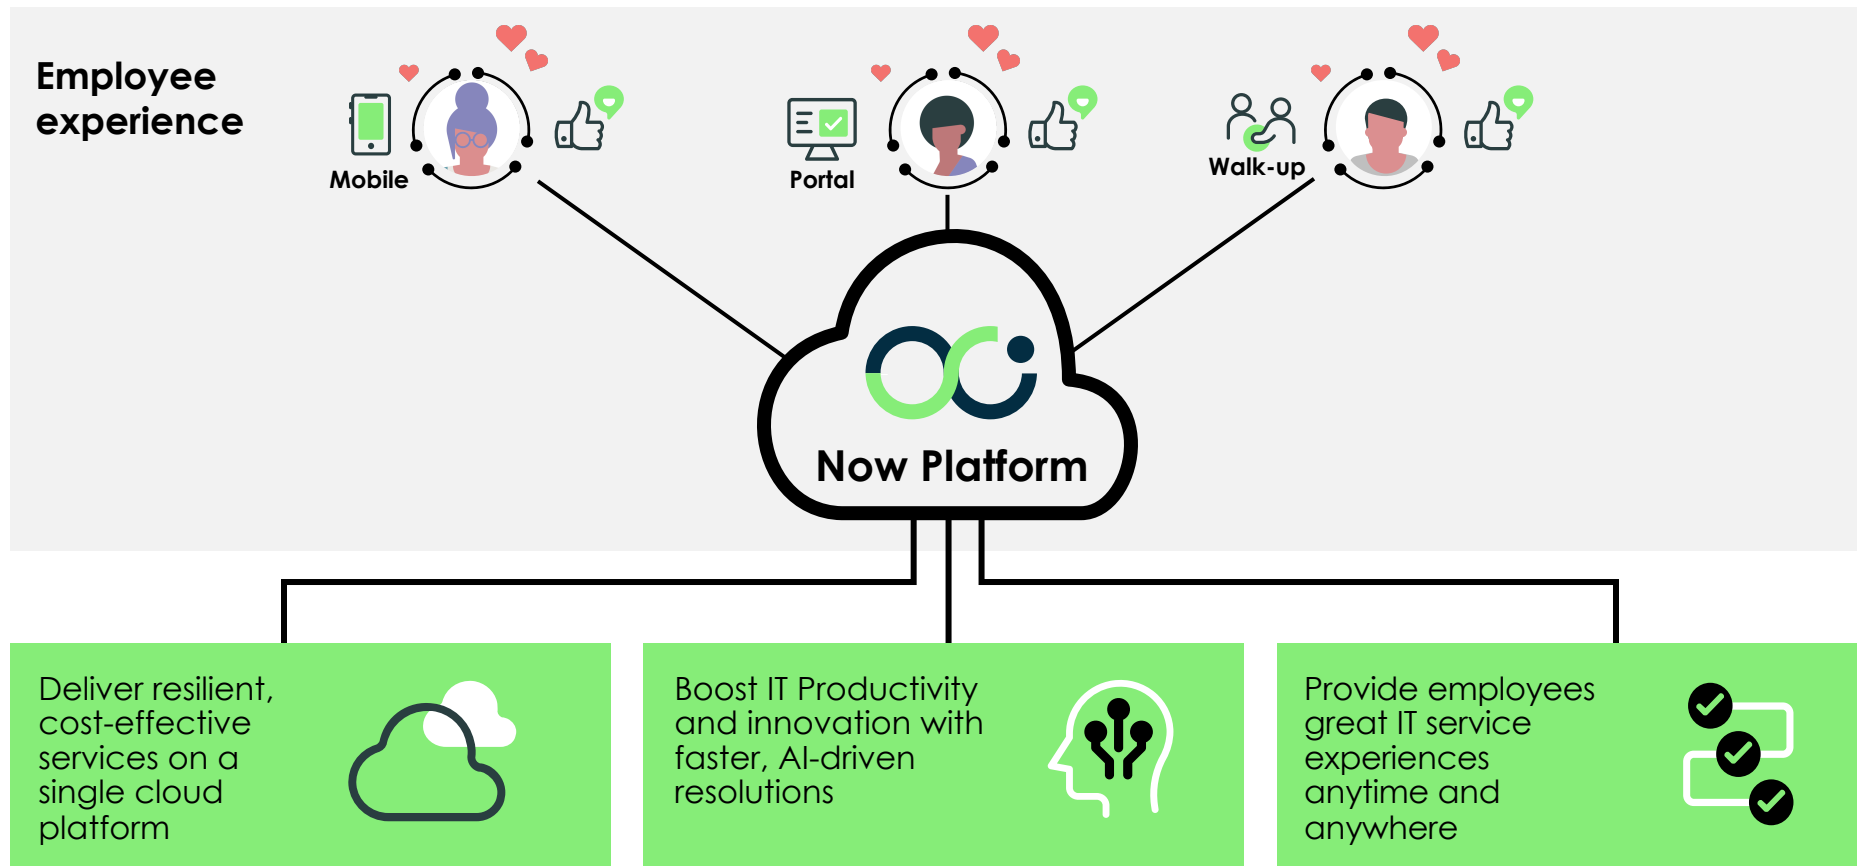 Employee
experience
Mobile
Portal
Walk-up
Now Platform
Deliver resilient,
cost-effective
services on a
single cloud
platform
Boost IT Productivity
and innovation with
faster, AI-driven
resolutions
Provide employees
great IT service
experiences
anytime and
anywhere